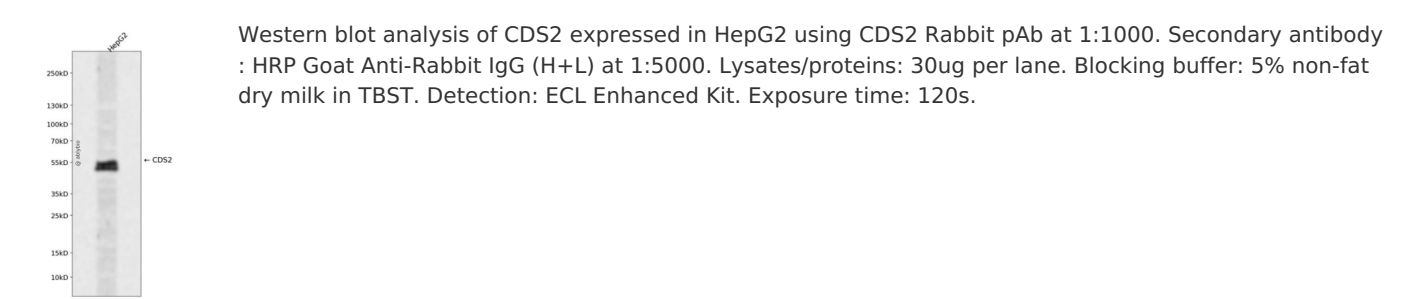 HepG2
250kD
130kD
100kD
70kD
55kD
35kD
25kD
15kD
10kD
@ abbybio
← CDS2
Western blot analysis of CDS2 expressed in HepG2 using CDS2 Rabbit pAb at 1:1000. Secondary antibody
: HRP Goat Anti-Rabbit IgG (H+L) at 1:5000. Lysates/proteins: 30ug per lane. Blocking buffer: 5% non-fat
dry milk in TBST. Detection: ECL Enhanced Kit. Exposure time: 120s.